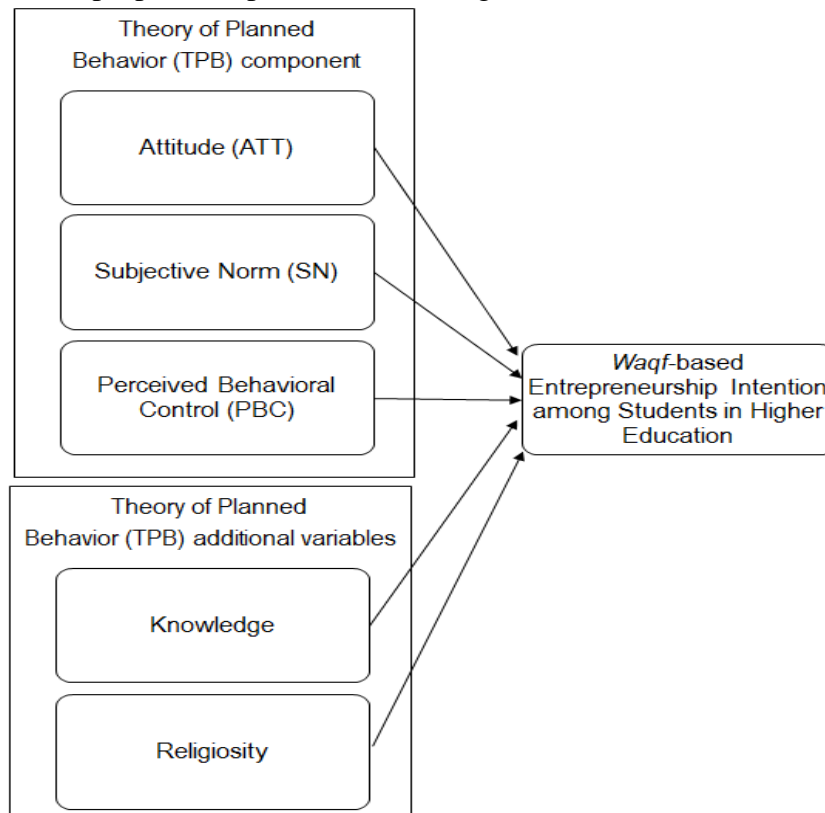 Theory of Planned
Behavior (TPB) component
Attitude (ATT)
Subjective Norm (SN)
Perceived Behavioral
Control (PBC)
Waqf-based
Entrepreneurship Intention
among Students in Higher
Education
Theory of Planned
Behavior (TPB) additional variables
Knowledge
Religiosity